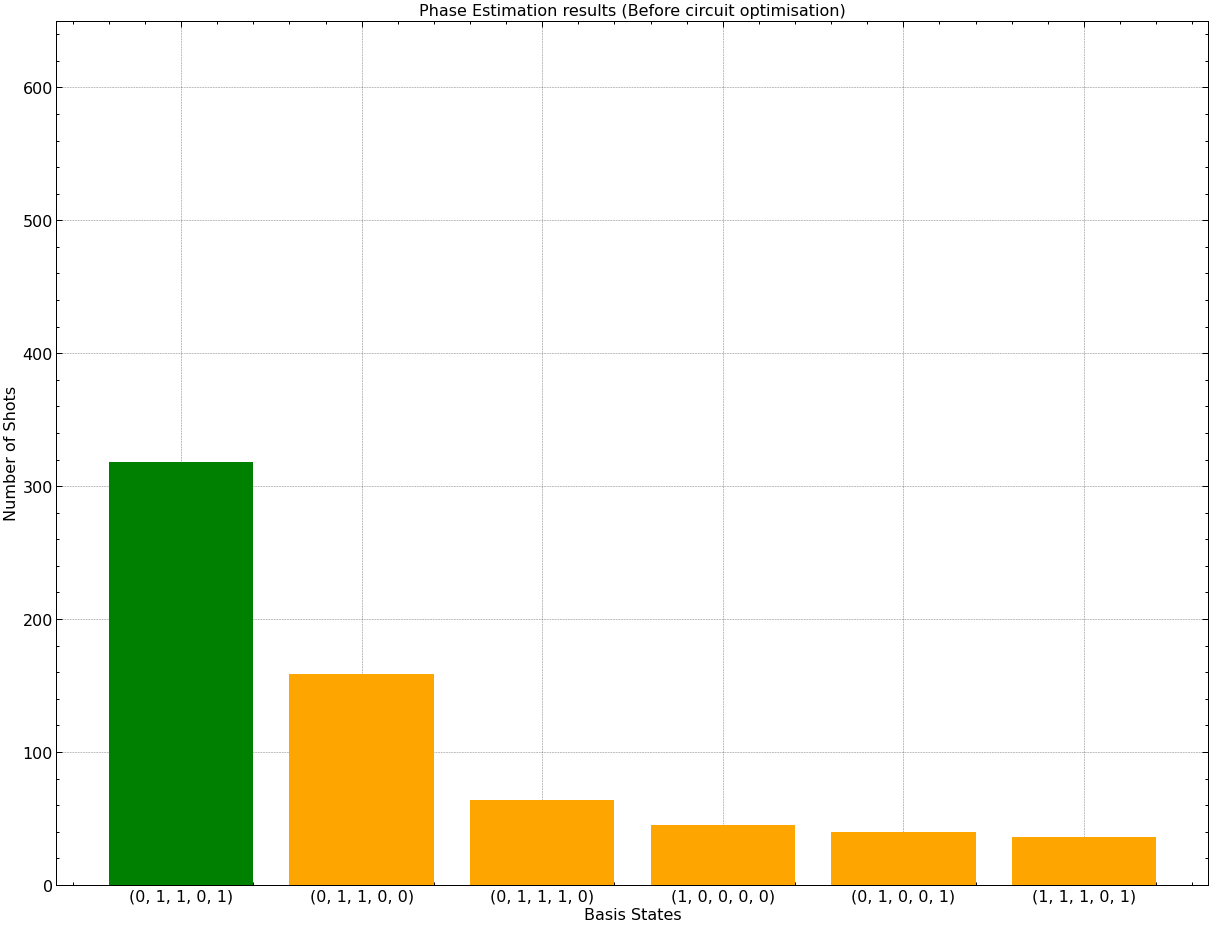 Phase Estimation results (Before circuit optimisation)
600
500
400
300
200
100
0
Number of Shots
(0, 1, 1, 0, 1) (0, 1, 1, 0, 0) (0, 1, 1, 1, 0) (1, 0, 0, 0, 0) (0, 1, 0, 0, 1) (1, 1, 1, 0, 1)
Basis States